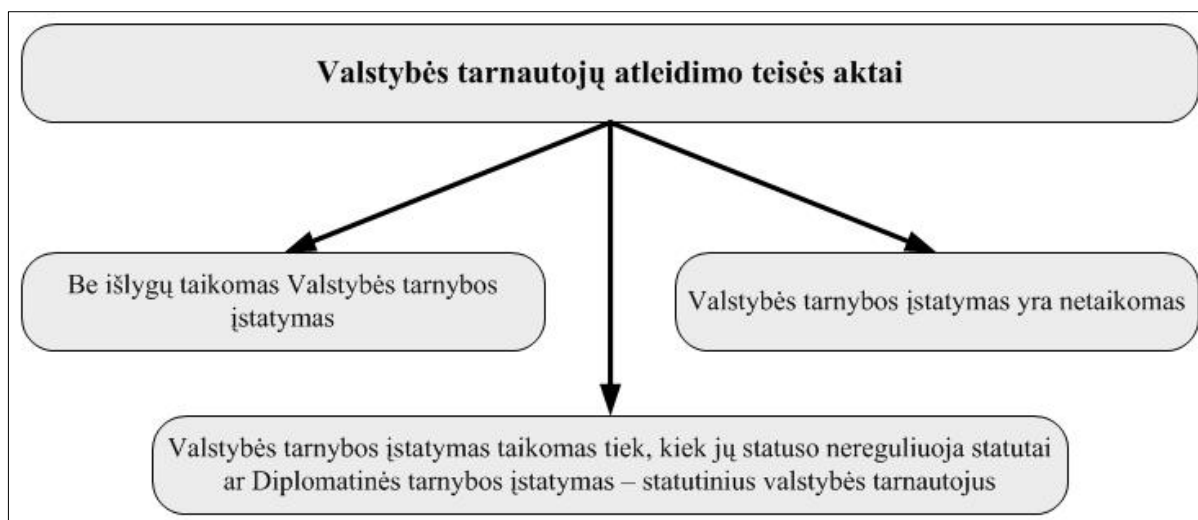 Valstybės tarnautojų atleidimo teisės aktai
Be išlygų taikomas Valstybės tarnybos
įstatymas
Valstybės tarnybos įstatymas yra netaikomas
Valstybės tarnybos įstatymas taikomas tiek, kiek jų statuso nereguliuoja statutai
ar Diplomatinės tarnybos įstatymas – statutinius valstybės tarnautojus